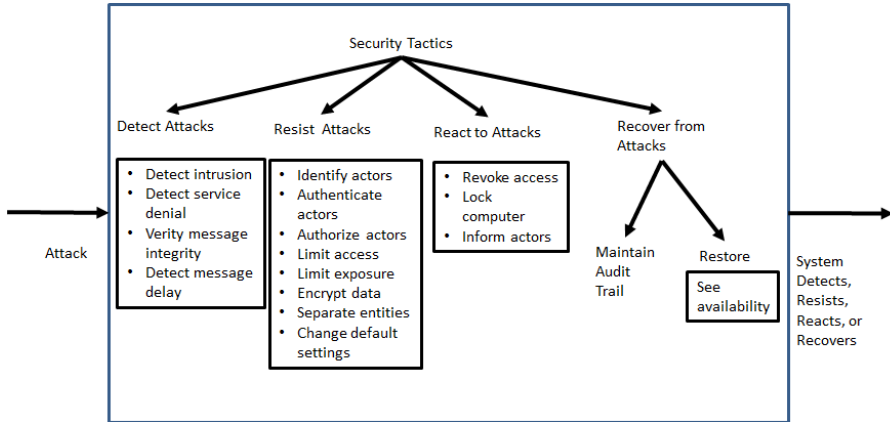 Security Tactics
Detect Attacks
• Detect intrusion
• Detect service
denial
• Verity message
integrity
• Detect message
delay
Resist Attacks
• Identify actors
• Authenticate
actors
• Authorize actors
• Limit access
• Limit exposure
• Encrypt data
• Separate entities
• Change default
settings
React to Attacks
• Revoke access
• Lock
computer
• Inform actors
Recover from
Attacks
Maintain
Audit
Trail
Restore
See
availability
Attack
System
Detects,
Resists,
Reacts, or
Recovers